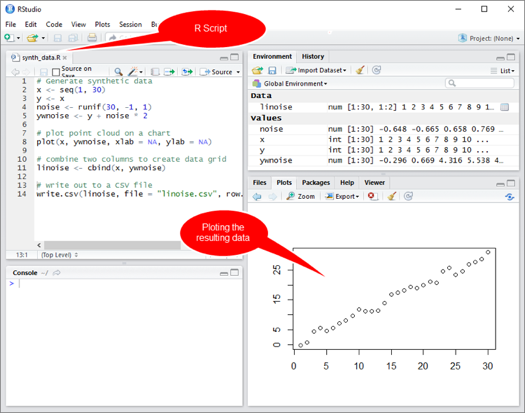 RStudio
File Edit Code View Plots Session
R Script
Project: (None)
synth_data.R
Source on Save
Source
1 # Generate synthetic data
2 x <- seq(1, 30)
3 y <- x
4 noise <- runif(30, -1, 1)
5 ywnoise <- y + noise * 2
6
7 # plot point cloud on a chart
8 plot(x, ywnoise, xlab = NA, ylab = NA)
9
10 # combine two columns to create data grid
11 linoise <- cbind(x, ywnoise)
12
13 # write out to a CSV file
14 write.csv(linoise, file = "linoise.csv", row.
13:1 (Top Level)
Console ~/
>
Environment History
Import Dataset
List
Global Environment
Data
linoise num [1:30, 1:2] 1 2 3 4 5 6 7 8 9 1…
Values
noise num [1:30] -0.648 -0.665 0.658 0.769 …
x int [1:30] 1 2 3 4 5 6 7 8 9 10 ...
y int [1:30] 1 2 3 4 5 6 7 8 9 10 ...
ywnoise num [1:30] -0.296 0.669 4.316 5.538 4…
Files Plots Packages Help Viewer
Zoom Export
Ploting the
resulting data
0 5 15 25
0 5 10 15 20 25 30